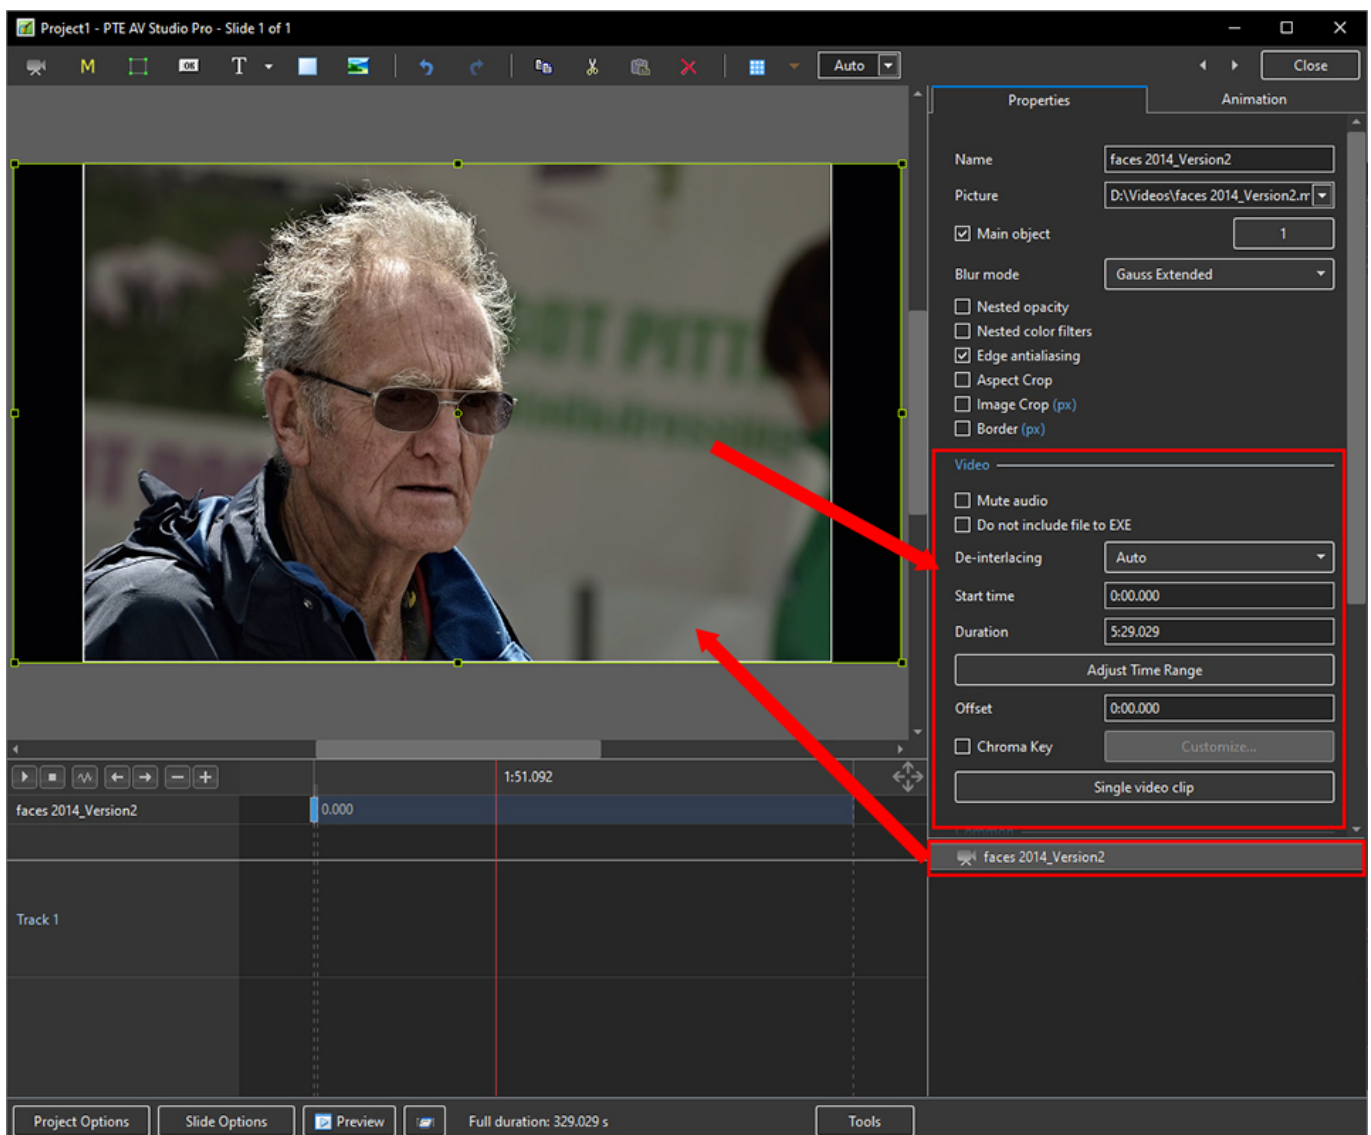 Project1 - PTE AV Studio Pro - Slide 1 of 1
M
OK
T
Auto
Close
Properties
Animation
Name
faces 2014_Version2
Picture
D:\Videos\faces 2014_Version2.m
Main object
1
Blur mode
Gauss Extended
Nested opacity
Nested color filters
Edge antialiasing
Aspect Crop
Image Crop (px)
Border (px)
Video
Mute audio
Do not include file to EXE
De-interlacing
Auto
Start time
0:00.000
Duration
5:29.029
Adjust Time Range
Offset
0:00.000
Chroma Key
Customize...
Single video clip
Common
faces 2014_Version2
1:51.092
faces 2014_Version2
0.000
Track 1
Project Options
Slide Options
Preview
Full duration: 329.029 s
Tools